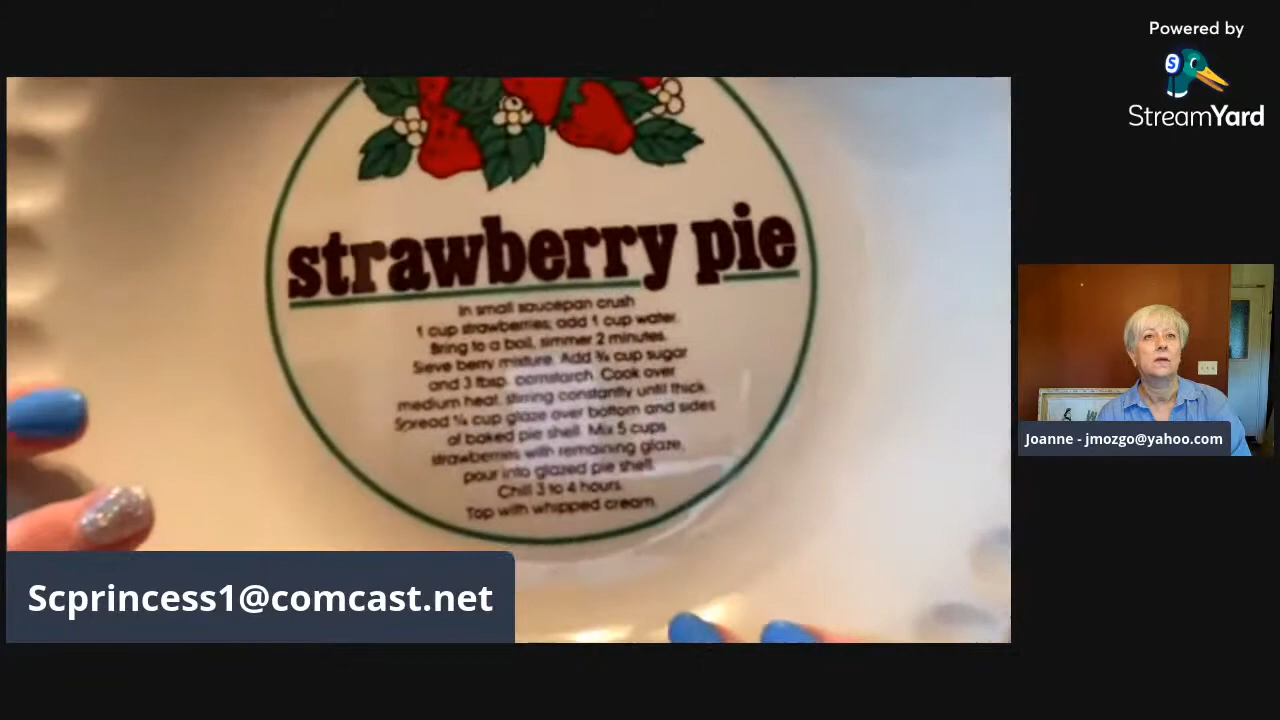 Powered by
S
StreamYard
strawberry pie
In small saucepan crush
1 cup strawberries; add 1 cup water.
Bring to a boil, simmer 2 minutes.
Sieve berry mixture. Add ¾ cup sugar
and 3 tbsp. cornstarch. Cook over
medium heat, stirring constantly until thick.
Spread ¼ cup glaze over bottom and sides
of baked pie shell. Mix 5 cups
strawberries with remaining glaze,
pour into glazed pie shell.
Chill 3 to 4 hours.
Top with whipped cream.
Joanne - jmozgo@yahoo.com
Scprincess1@comcast.net